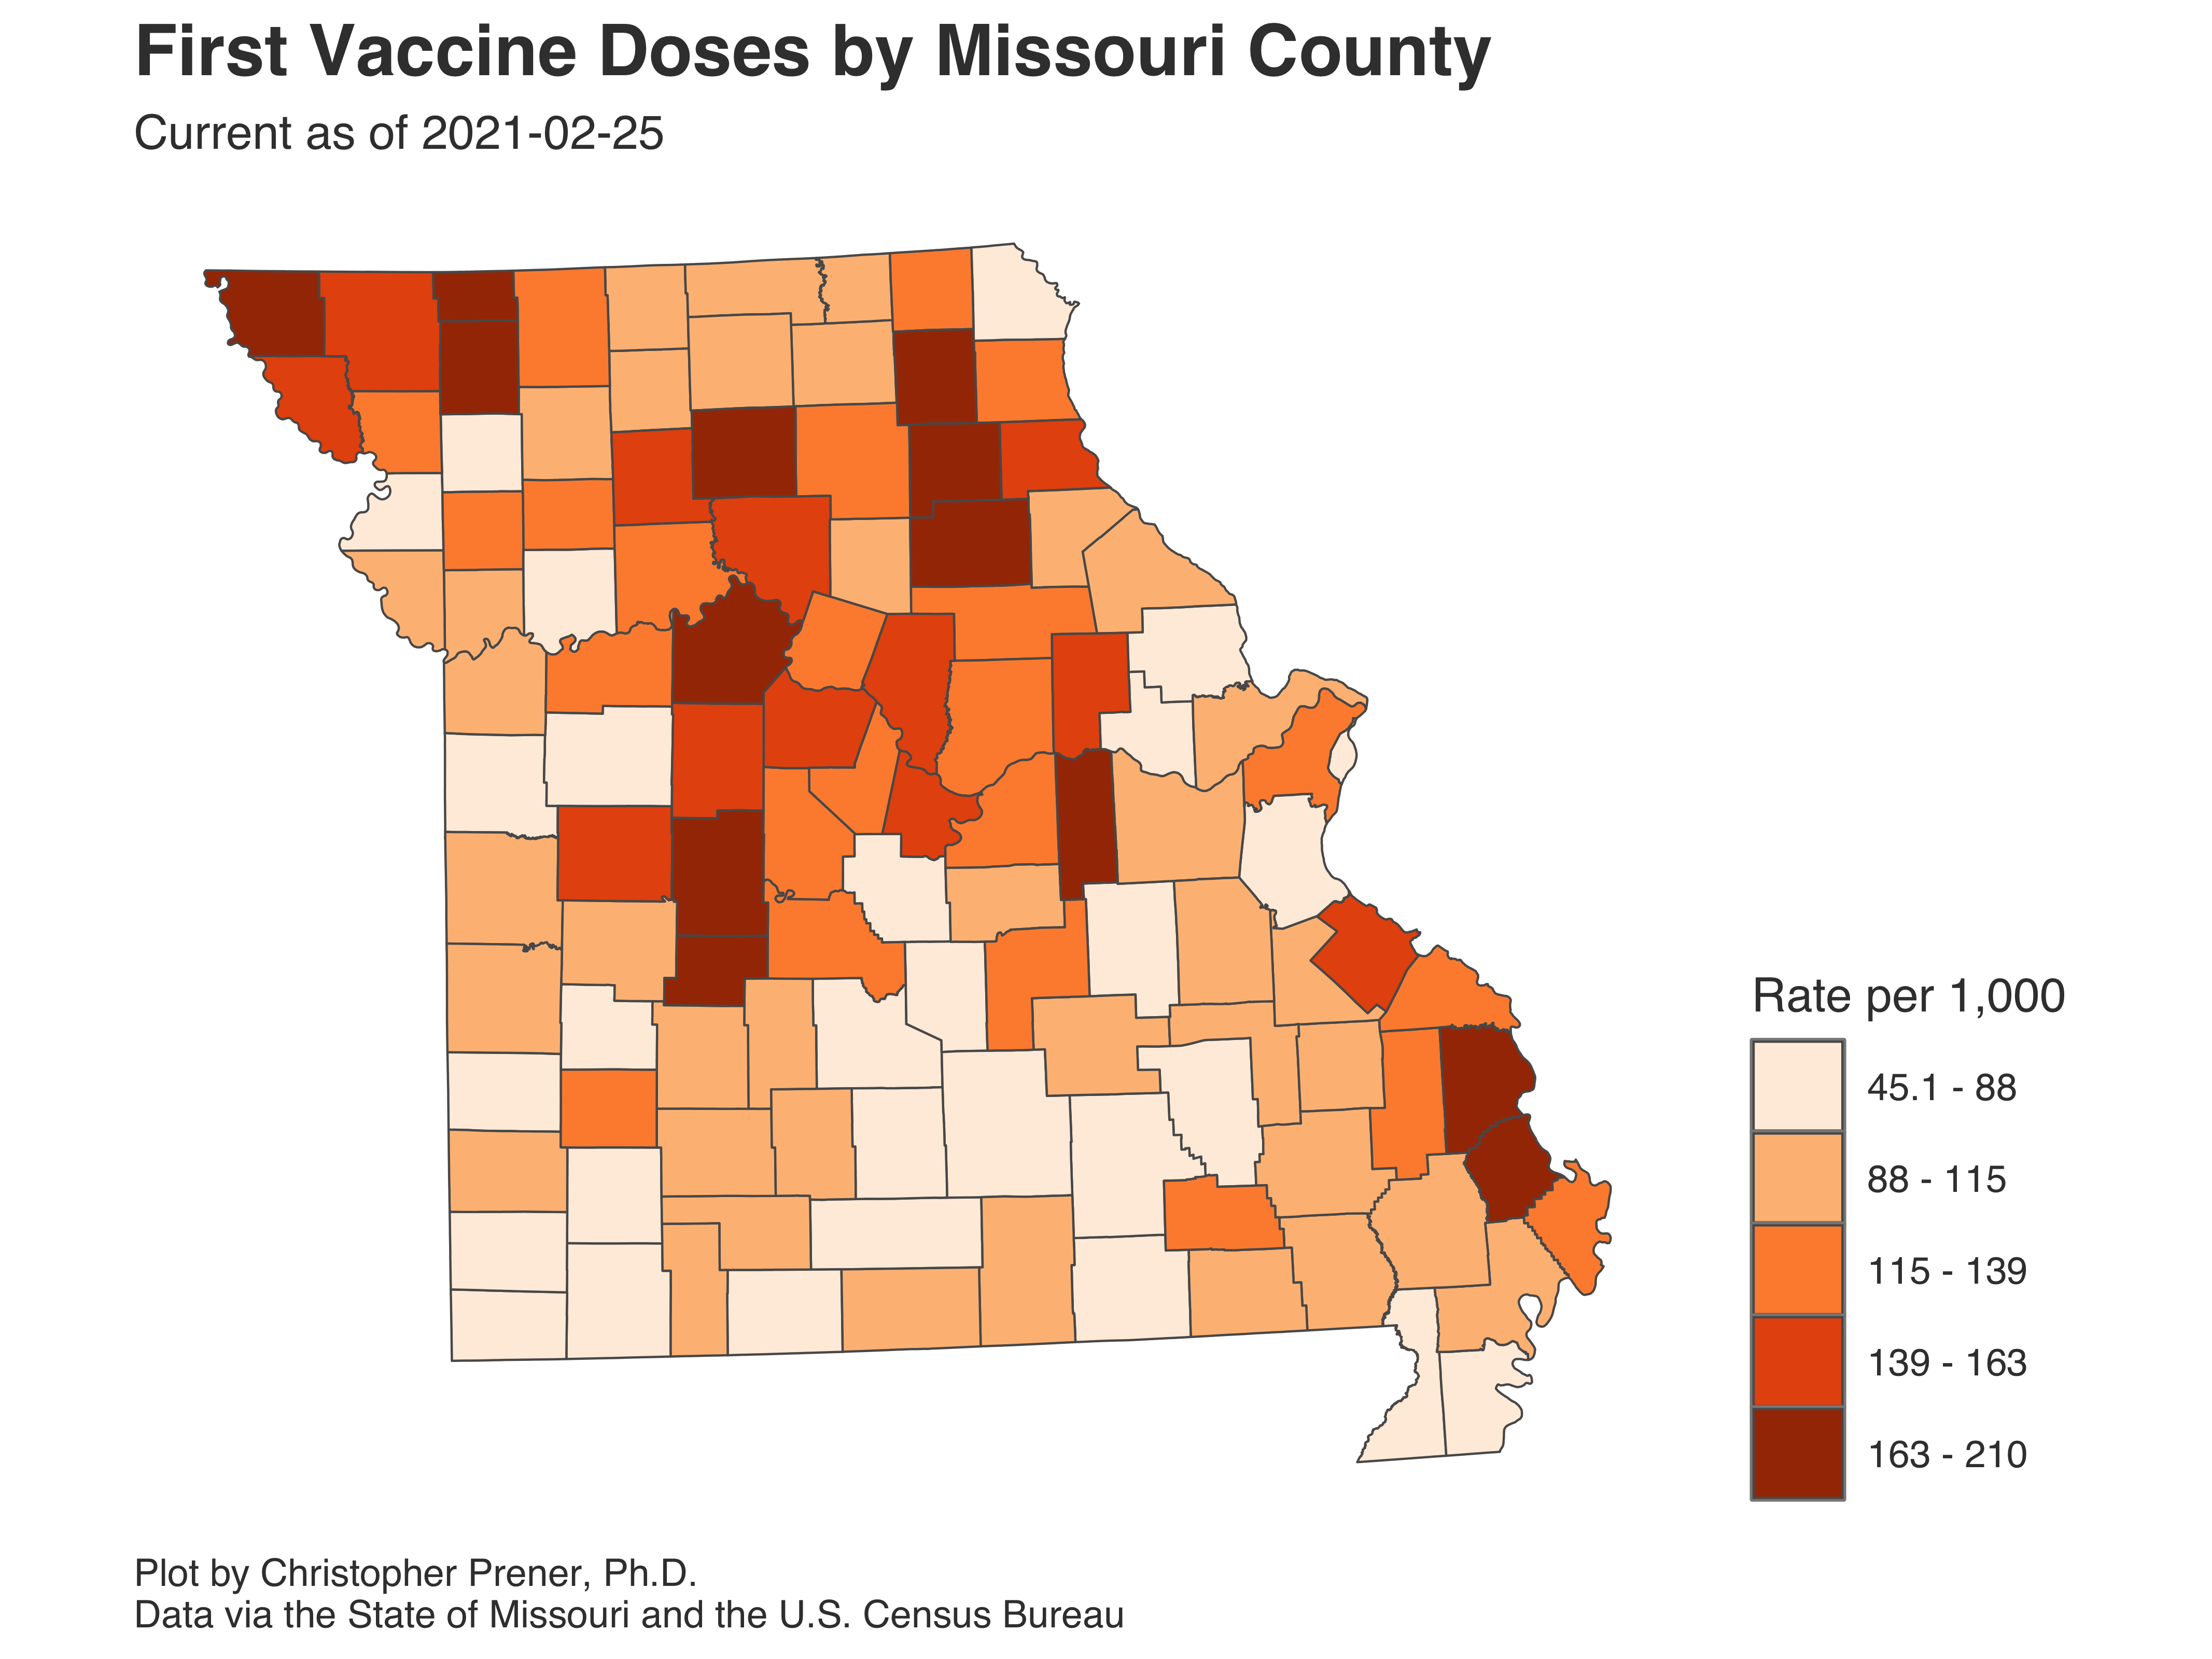 First Vaccine Doses by Missouri County
Current as of 2021-02-25
Rate per 1,000
45.1 - 88
88 - 115
115 - 139
139 - 163
163 - 210
Plot by Christopher Prener, Ph.D.
Data via the State of Missouri and the U.S. Census Bureau